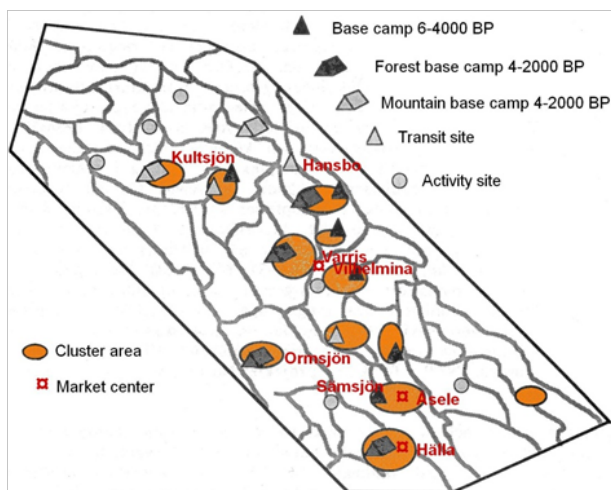 Base camp 6-4000 BP
Forest base camp 4-2000 BP
Mountain base camp 4-2000 BP
Transit site
Activity site
Kultsjön
Hansbo
Varris
Vilhelmina
Ormsjön
Sämsjön
Åsele
Hälla
Cluster area
Market center